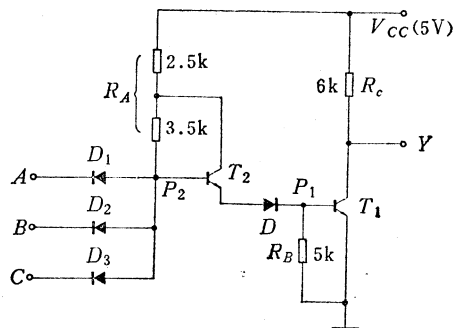 V_CC(5V)
2.5k
6k R_c
R_A
3.5k
Y
D_1
A
P_2
T_2
P_1
T_1
D_2
D
B
R_B 5k
D_3
C